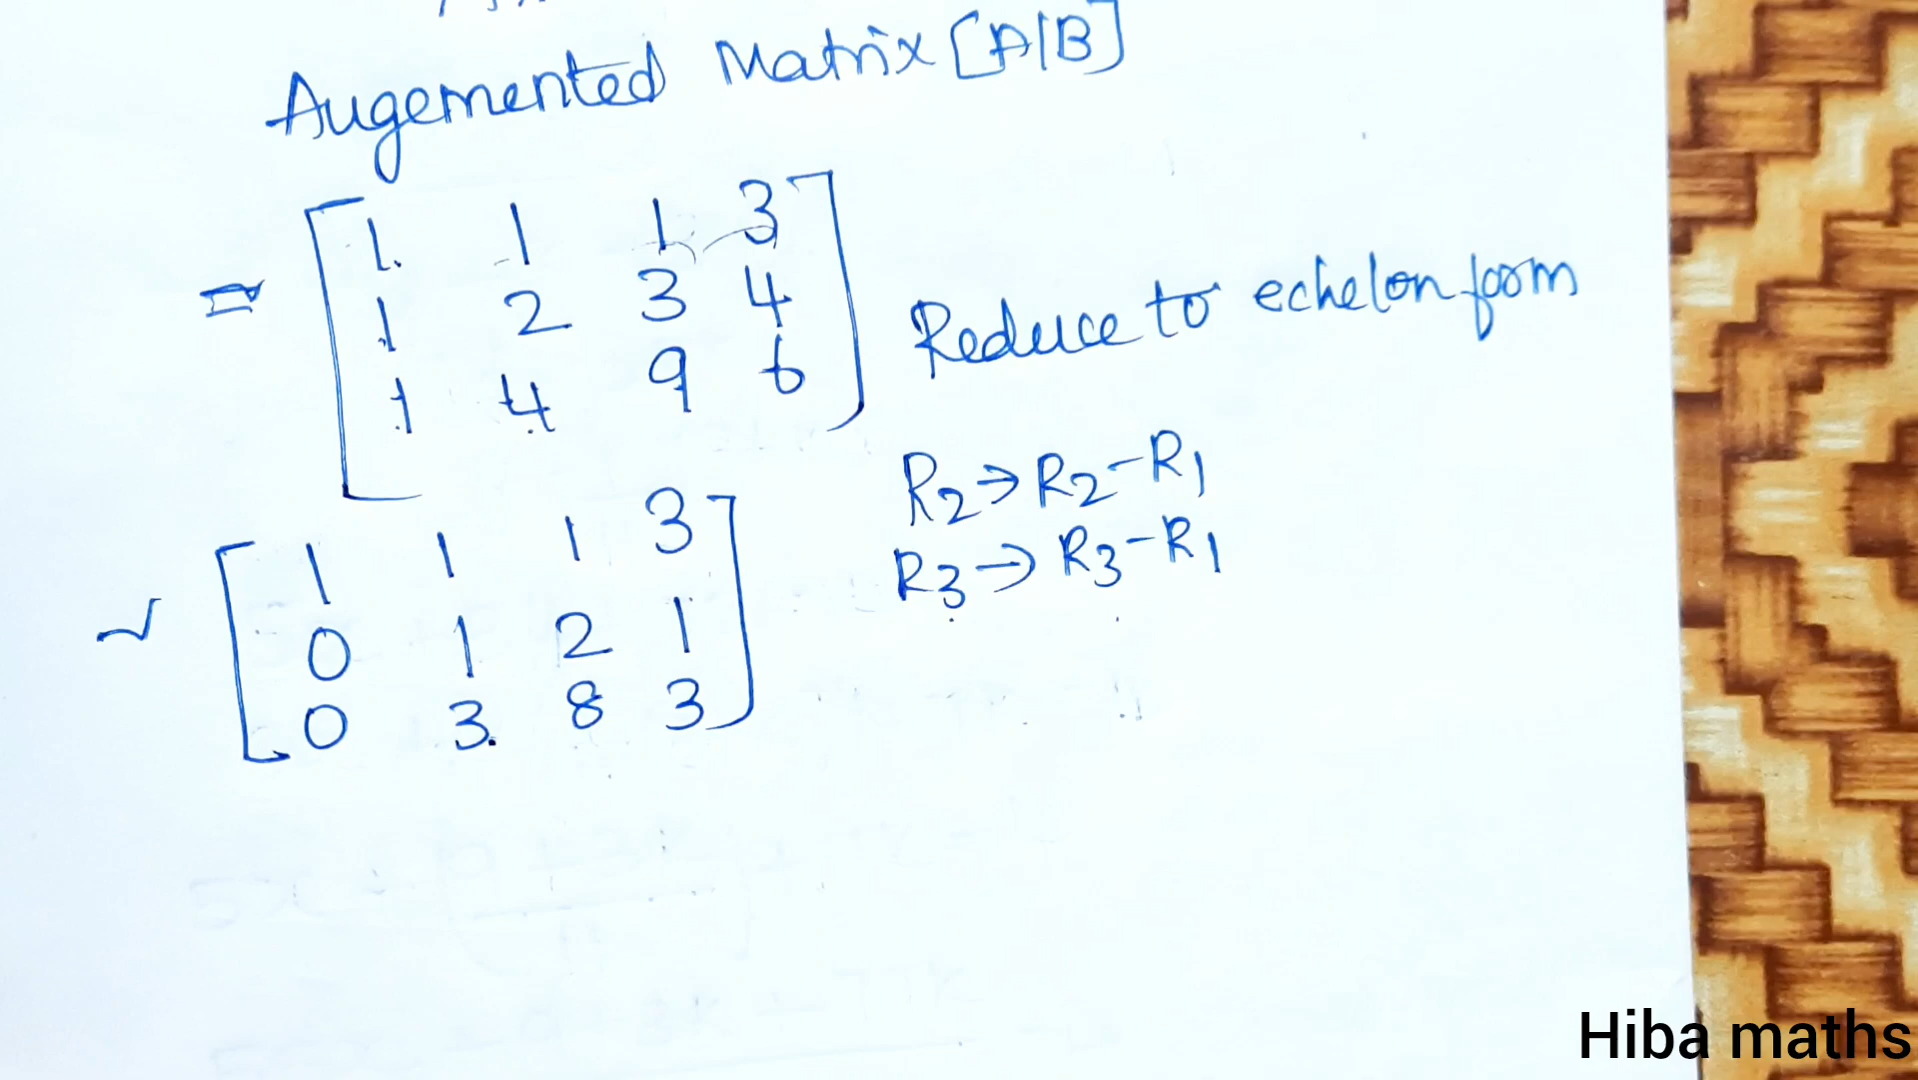 Augemented Matrix [A|B]
= [ 1 1 1 3
1 2 3 4
1 4 9 6 ] Reduce to echelon form
R2→R2-R1
R3→R3-R1
~ [ 1 1 1 3
0 1 2 1
0 3 8 3 ]
Hiba maths